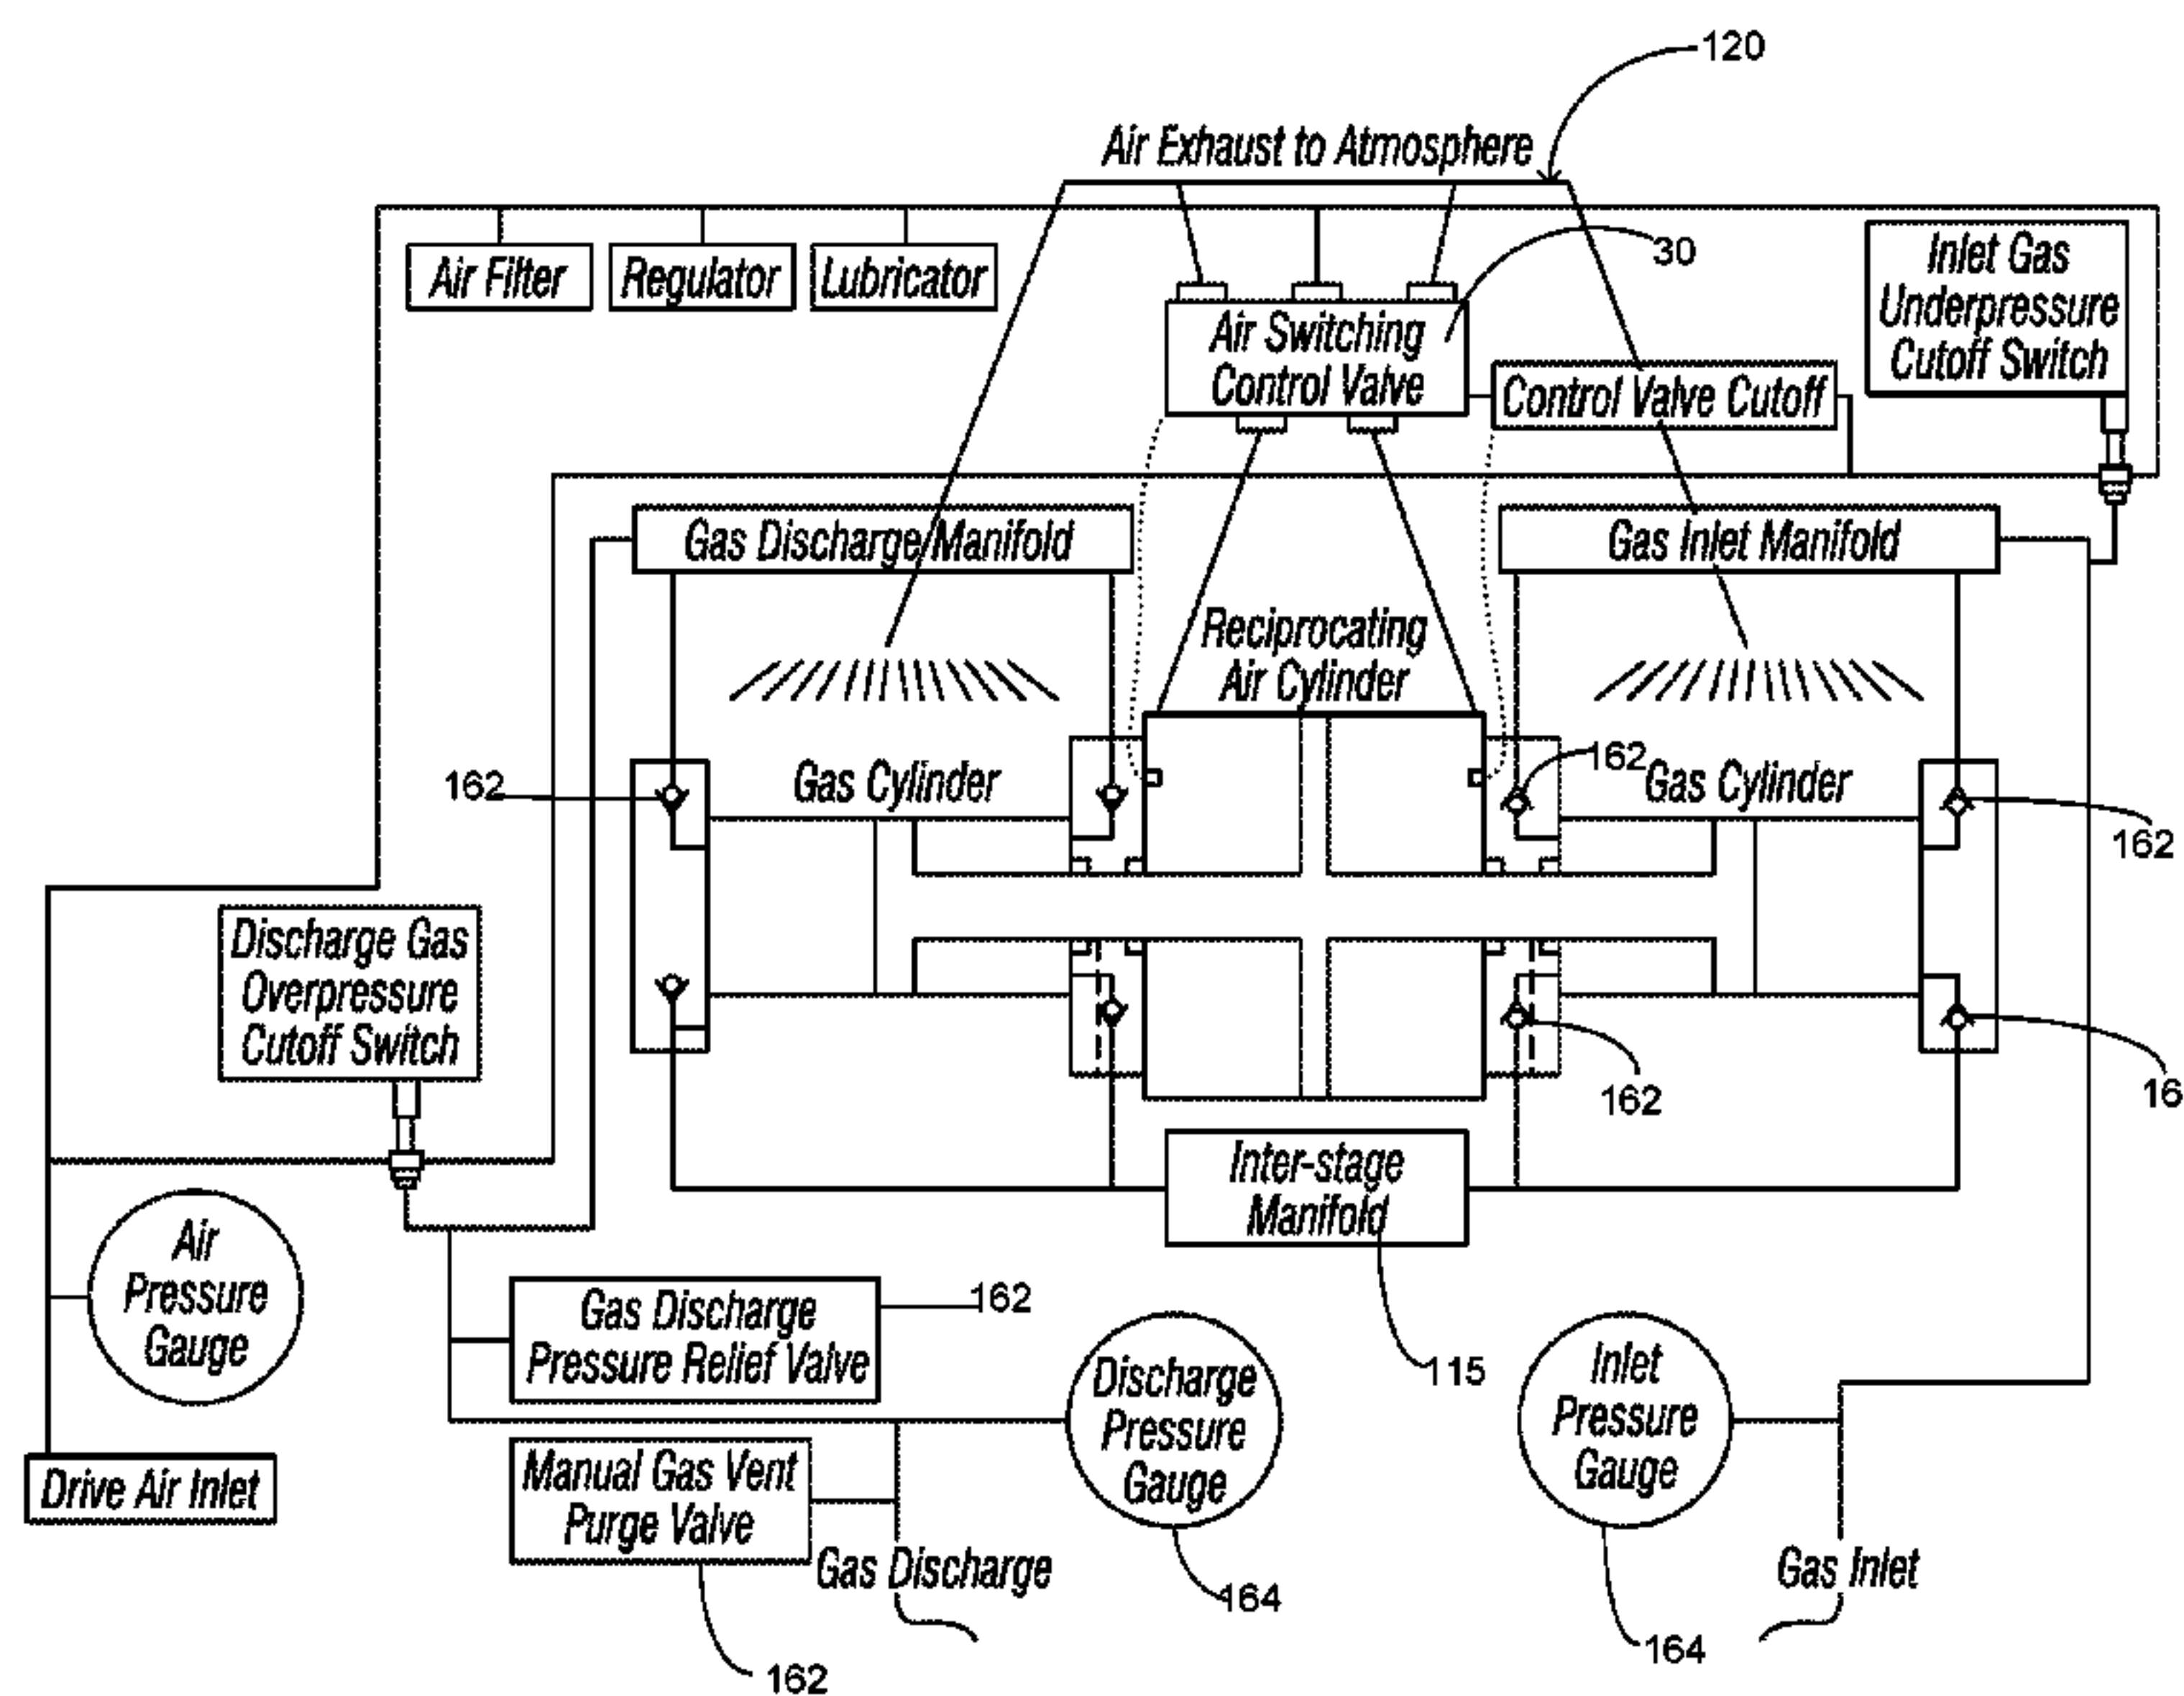 120
Air Exhaust to Atmosphere
30
Air Filter
Regulator
Lubricator
Air Switching
Control Valve
Control Valve Cutoff
Inlet Gas
Underpressure
Cutoff Switch
Gas Discharge Manifold
Gas Inlet Manifold
Reciprocating
Air Cylinder
162
Gas Cylinder
162
Gas Cylinder
162
Discharge Gas
Overpressure
Cutoff Switch
162
16
Inter-stage
Manifold
Air
Pressure
Gauge
Gas Discharge
Pressure Relief Valve
162
115
Discharge
Pressure
Gauge
Inlet
Pressure
Gauge
Drive Air Inlet
Manual Gas Vent
Purge Valve
Gas Discharge
164
Gas Inlet
164
162